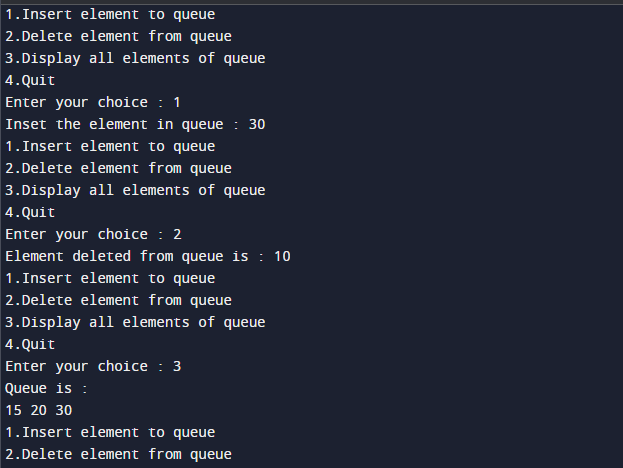 1.Insert element to queue
2.Delete element from queue
3.Display all elements of queue
4.Quit
Enter your choice : 1
Inset the element in queue : 30
1.Insert element to queue
2.Delete element from queue
3.Display all elements of queue
4.Quit
Enter your choice : 2
Element deleted from queue is : 10
1.Insert element to queue
2.Delete element from queue
3.Display all elements of queue
4.Quit
Enter your choice : 3
Queue is :
15 20 30
1.Insert element to queue
2.Delete element from queue